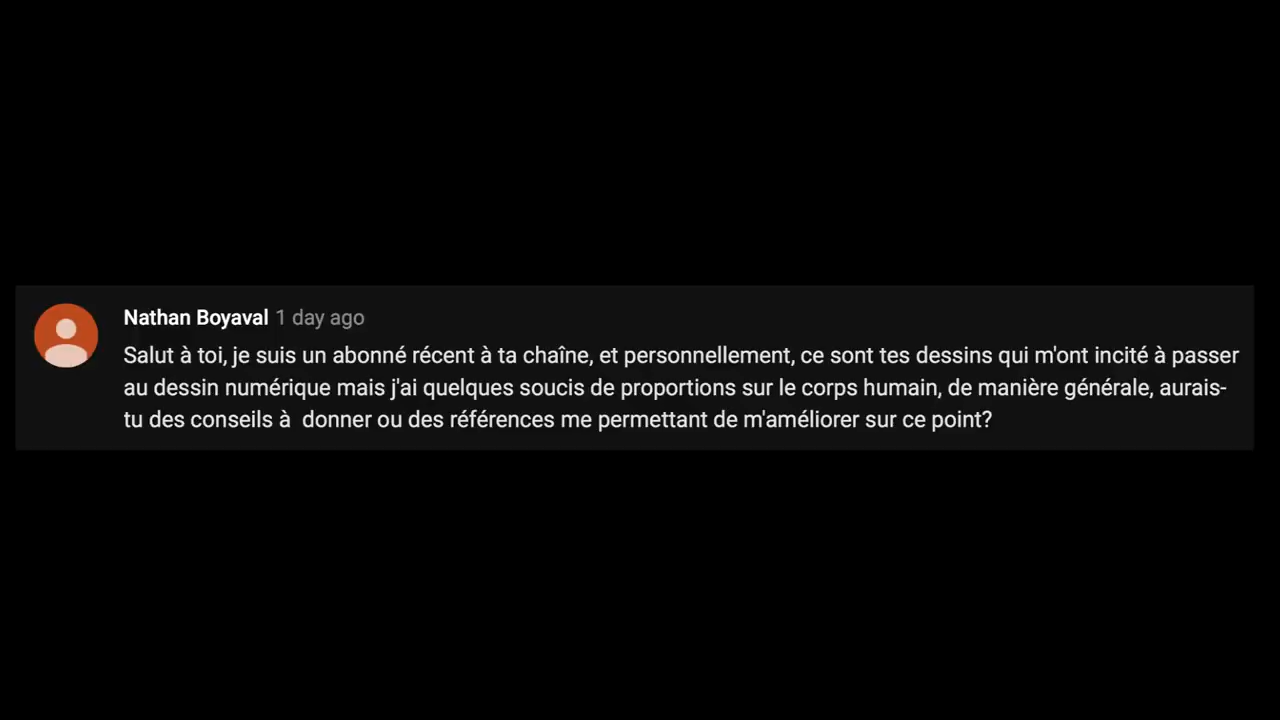 Nathan Boyaval 1 day ago
Salut à toi, je suis un abonné récent à ta chaîne, et personnellement, ce sont tes dessins qui m'ont incité à passer
au dessin numérique mais j'ai quelques soucis de proportions sur le corps humain, de manière générale, aurais-
tu des conseils à  donner ou des références me permettant de m'améliorer sur ce point?